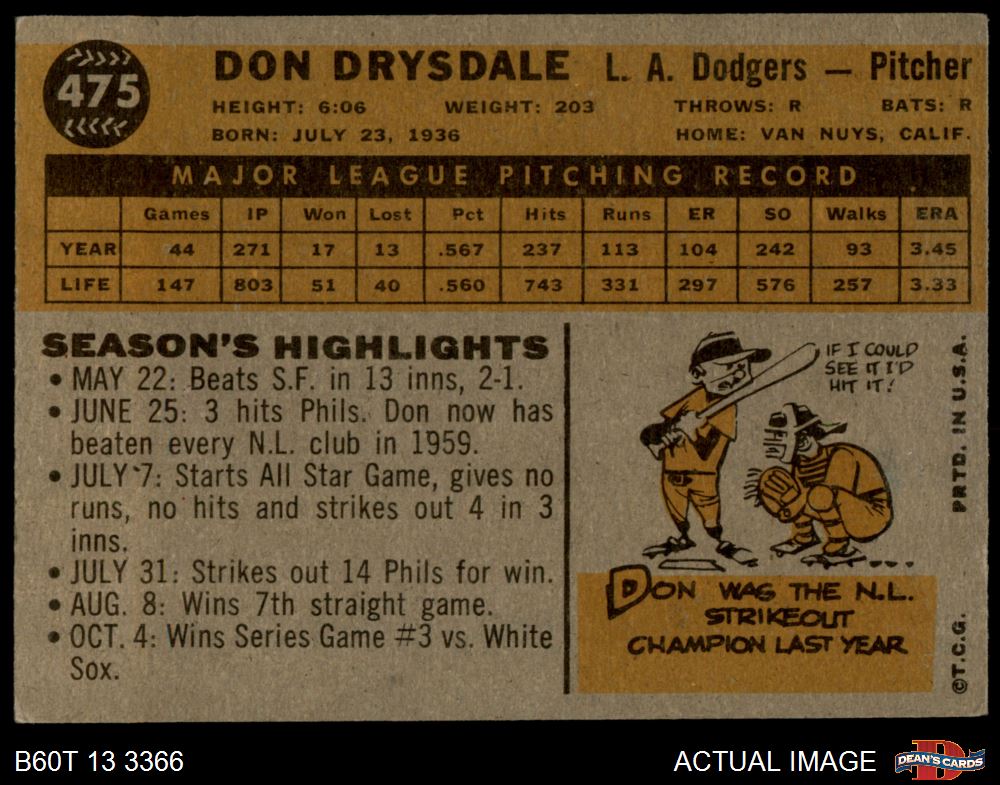 475
DON DRYSDALE L. A. Dodgers — Pitcher
HEIGHT: 6:06 WEIGHT: 203 THROWS: R BATS: R
BORN: JULY 23, 1936 HOME: VAN NUYS, CALIF.
MAJOR LEAGUE PITCHING RECORD
Games IP Won Lost Pct Hits Runs ER SO Walks ERA
YEAR 44 271 17 13 .567 237 113 104 242 93 3.45
LIFE 147 803 51 40 .560 743 331 297 576 257 3.33
SEASON'S HIGHLIGHTS
• MAY 22: Beats S.F. in 13 inns, 2-1.
• JUNE 25: 3 hits Phils. Don now has
beaten every N.L. club in 1959.
• JULY 7: Starts All Star Game, gives no
runs, no hits and strikes out 4 in 3
inns.
• JULY 31: Strikes out 14 Phils for win.
• AUG. 8: Wins 7th straight game.
• OCT. 4: Wins Series Game #3 vs. White
Sox.
IF I COULD
SEE IT I'D
HIT IT!
DON WAS THE N.L.
STRIKEOUT
CHAMPION LAST YEAR
©T.C.G. PRTD. IN U.S.A.
B60T 13 3366 ACTUAL IMAGE DEAN'S CARDS